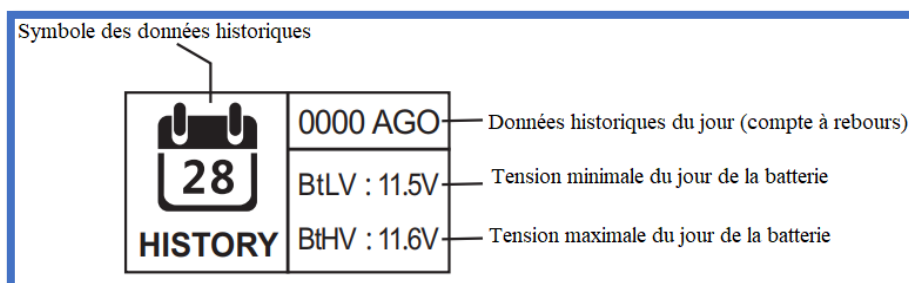 Symbole des données historiques
0000 AGO
Données historiques du jour (compte à rebours)
28
BtLV : 11.5V
Tension minimale du jour de la batterie
HISTORY
BtHV : 11.6V
Tension maximale du jour de la batterie